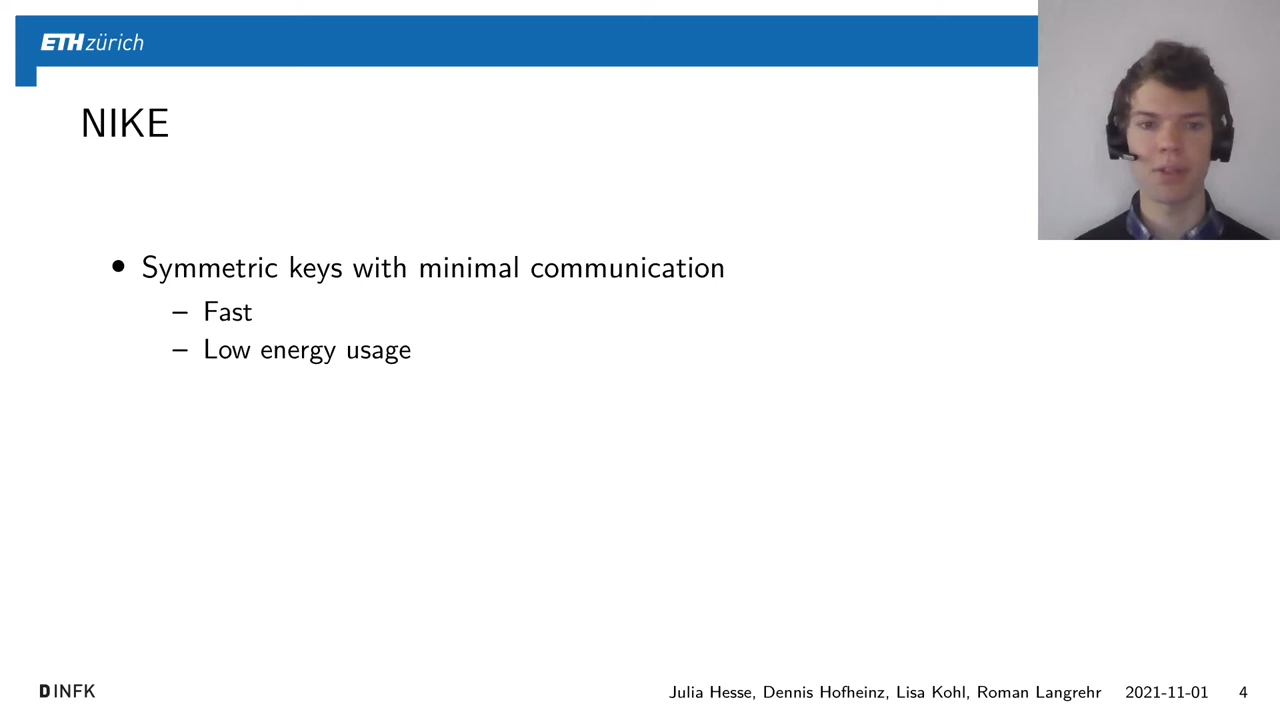 ETH zürich
NIKE
• Symmetric keys with minimal communication
– Fast
– Low energy usage
D INFK
Julia Hesse, Dennis Hofheinz, Lisa Kohl, Roman Langrehr 2021-11-01 4